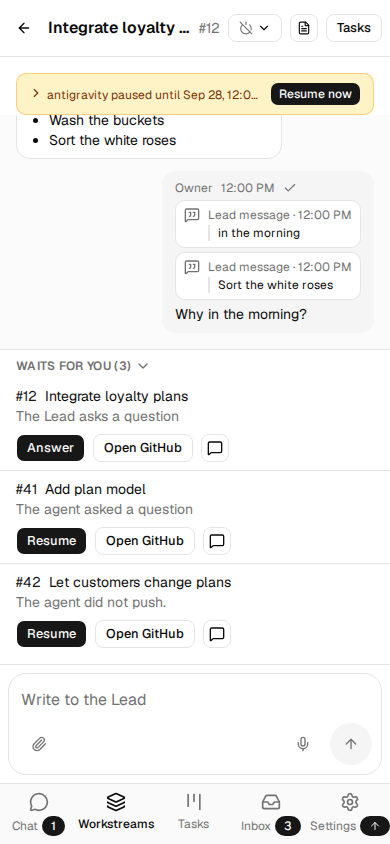 Integrate loyalty ... #12 Tasks
antigravity paused until Sep 28, 12:0... Resume now
• Wash the buckets
• Sort the white roses
Owner 12:00 PM
Lead message · 12:00 PM
in the morning
Lead message · 12:00 PM
Sort the white roses
Why in the morning?
WAITS FOR YOU (3)
#12 Integrate loyalty plans
The Lead asks a question
Answer Open GitHub
#41 Add plan model
The agent asked a question
Resume Open GitHub
#42 Let customers change plans
The agent did not push.
Resume Open GitHub
Write to the Lead
Chat 1 Workstreams Tasks Inbox 3 Settings